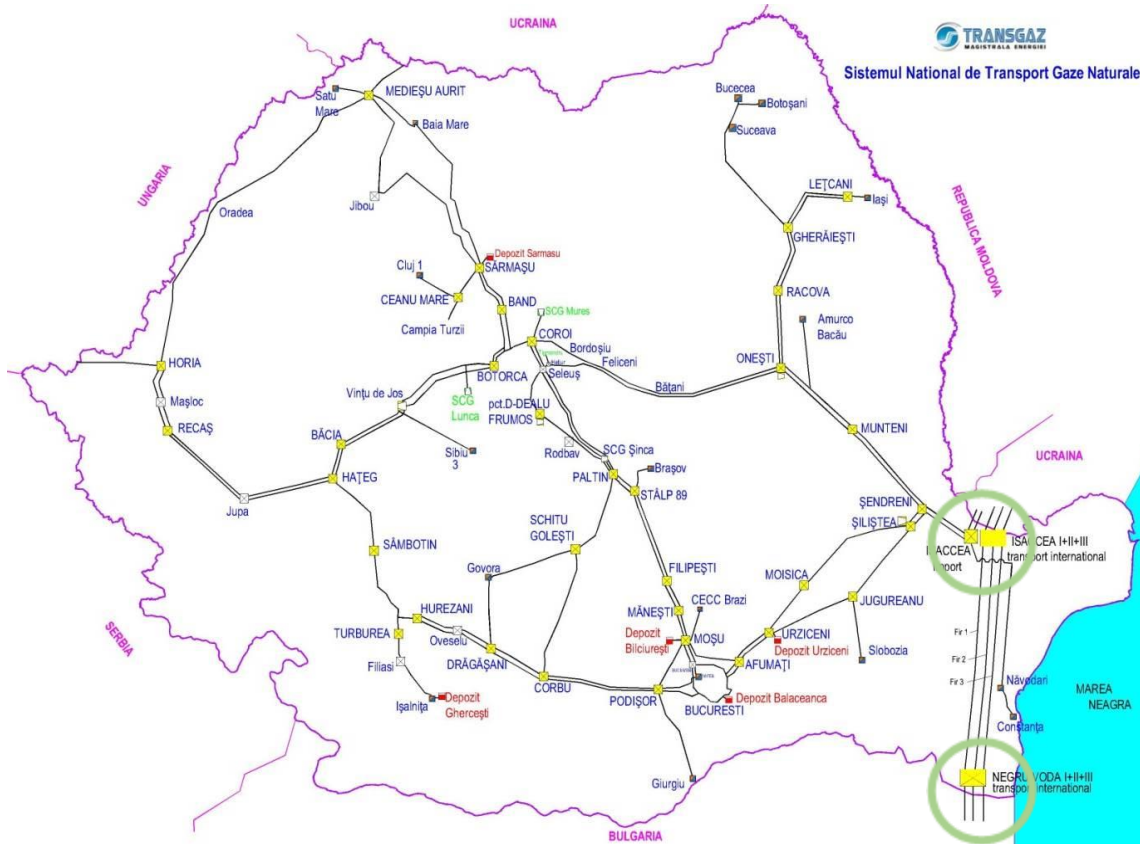 UCRAINA
TRANSGAZ
MAGISTRALA ENERGIEI
Sistemul National de Transport Gaze Naturale
Satu
Mare
MEDIEŞU AURIT
Baia Mare
Bucecea
Botoşani
Suceava
UNGARIA
Oradea
Jibou
LEŢCANI
Iaşi
GHERĂIEŞTI
REPUBLICA MOLDOVA
Cluj 1
Depozit Sarmasu
SĂRMAŞU
CEANU MARE
BAND
Campia Turzii
SCG Mures
RACOVA
Amurco
Bacău
COROI
Bordoşiu
Feliceni
Seleuş
Băţani
ONEŞTI
HORIA
Maşloc
RECAŞ
BOTORCA
Vinţu de Jos
SCG
Lunca
pct.D-DEALU
FRUMOS
BĂCIA
Sibiu
3
Rodbav
SCG Şinca
MUNTENI
HAŢEG
PALTIN
Braşov
STÂLP 89
UCRAINA
Jupa
ŞENDRENI
ŞILIŞTEA
SCHITU
GOLEŞTI
SÂMBOTIN
ISACCEA
Import
ISACCEA I+II+III
transport international
Govora
FILIPEŞTI
MOISICA
CECC Brazi
JUGUREANU
HUREZANI
MĂNEŞTI
TURBUREA
Oveselu
Depozit
Bilciureşti
MOŞU
URZICENI
Depozit Urziceni
Fir 1
Fir 2
Fir 3
SERBIA
Filiasi
DRĂGĂŞANI
AFUMAŢI
Slobozia
CORBU
Năvodari
MAREA
NEAGRA
Işalniţa
Depozit
Gherceşti
PODIŞOR
BUCURESTI
Depozit Balaceanca
Constanţa
Giurgiu
NEGRU VODA I+II+III
transport international
BULGARIA